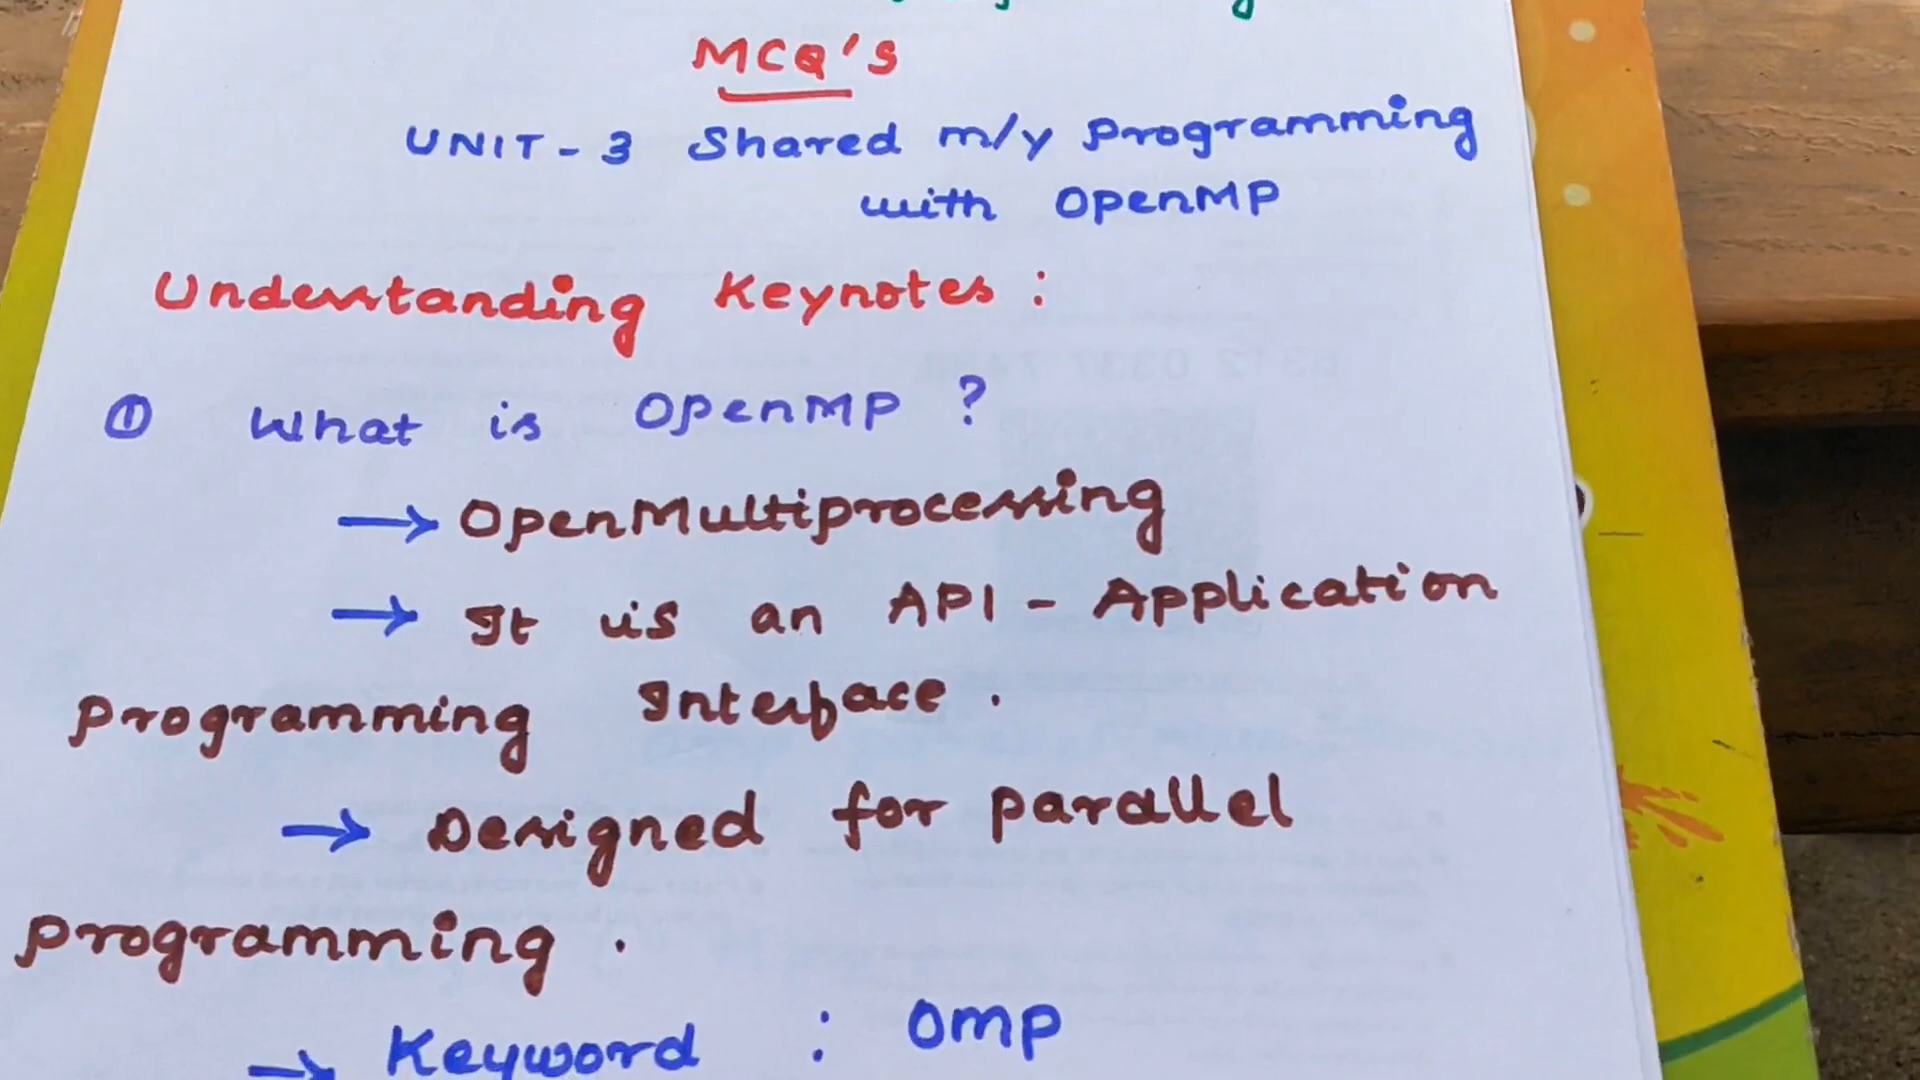 MCQ'S
UNIT - 3 Shared m/y programming
with OpenMP
Understanding Keynotes :
① What is OpenMP ?
→ OpenMultiprocessing
→ It is an API - Application
programming Interface .
→ Designed for parallel
programming .
→ Keyword : omp